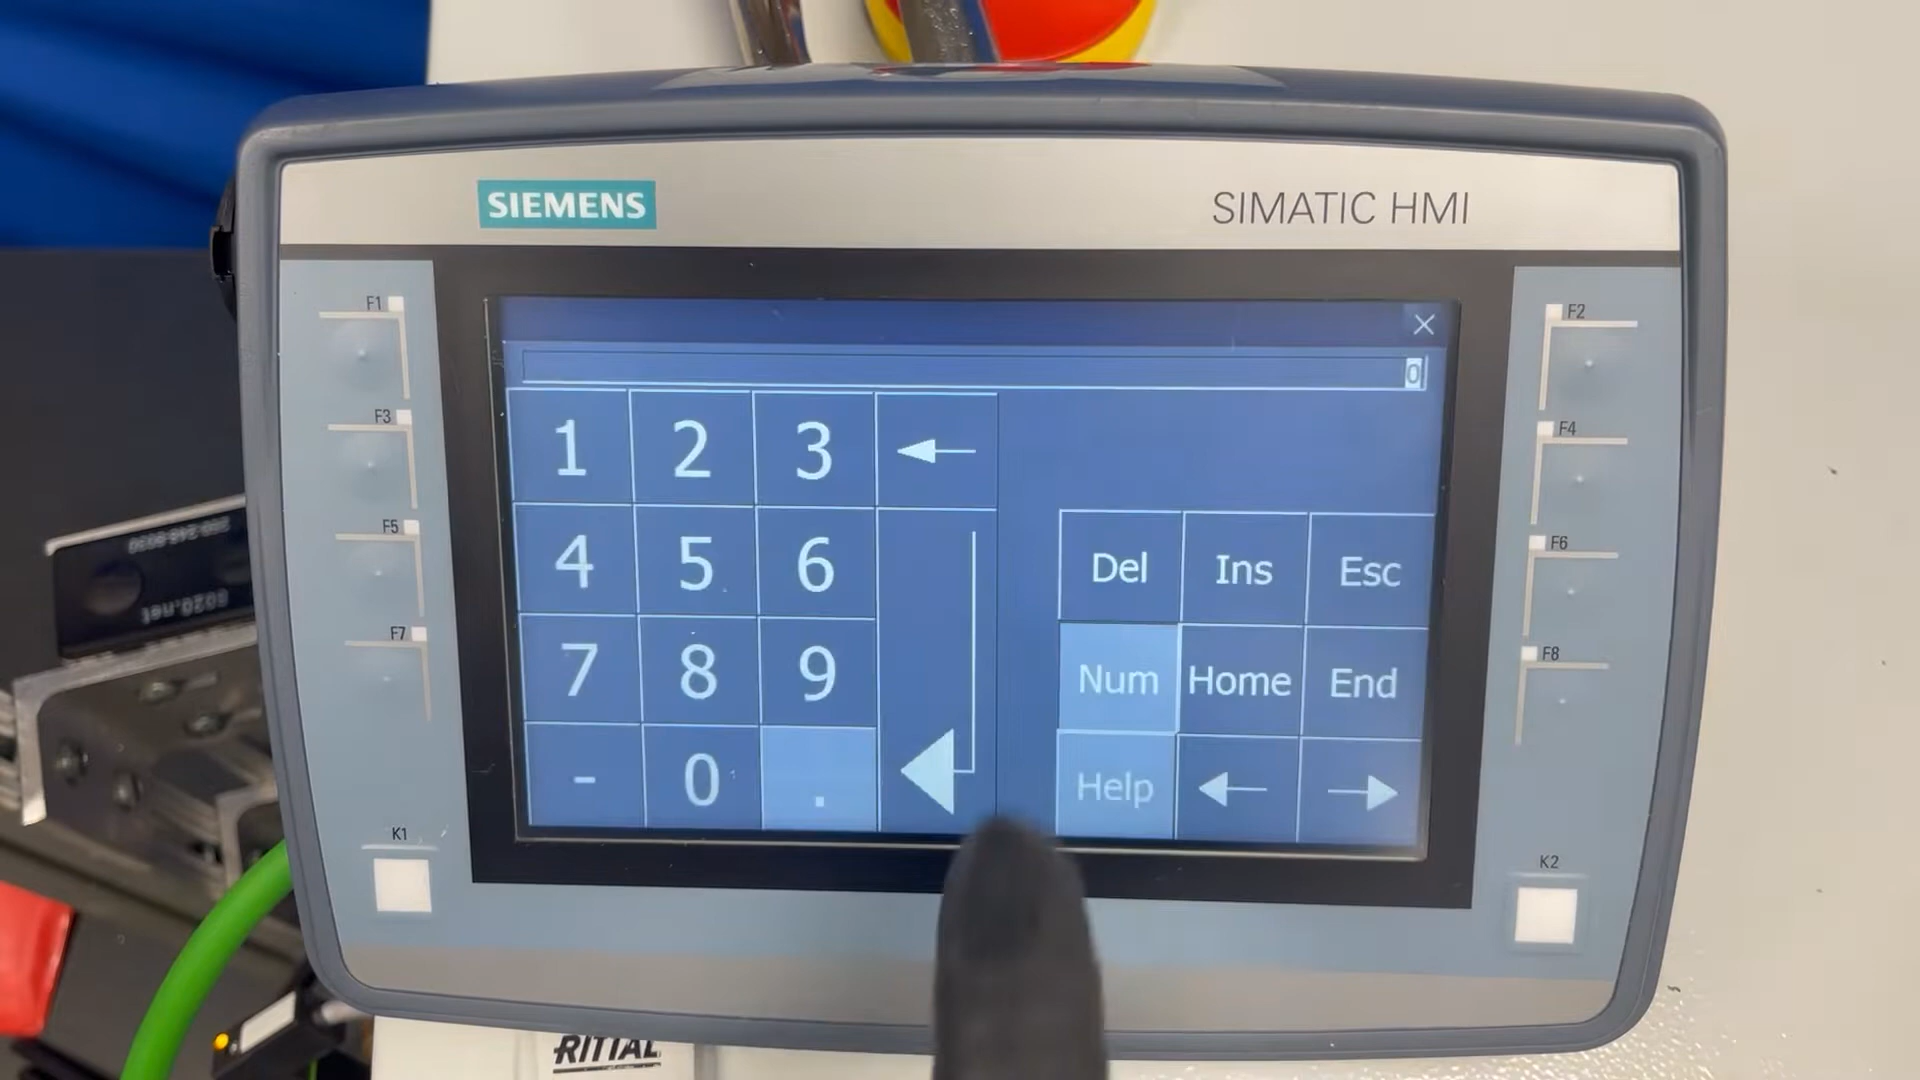 SIEMENS
SIMATIC HMI
F1
F2
0
1 2 3
F3
F4
4 5 6
Del Ins Esc
F5
F6
7 8 9
Num Home End
F7
F8
- 0 .
Help
K1
K2
RITTAL